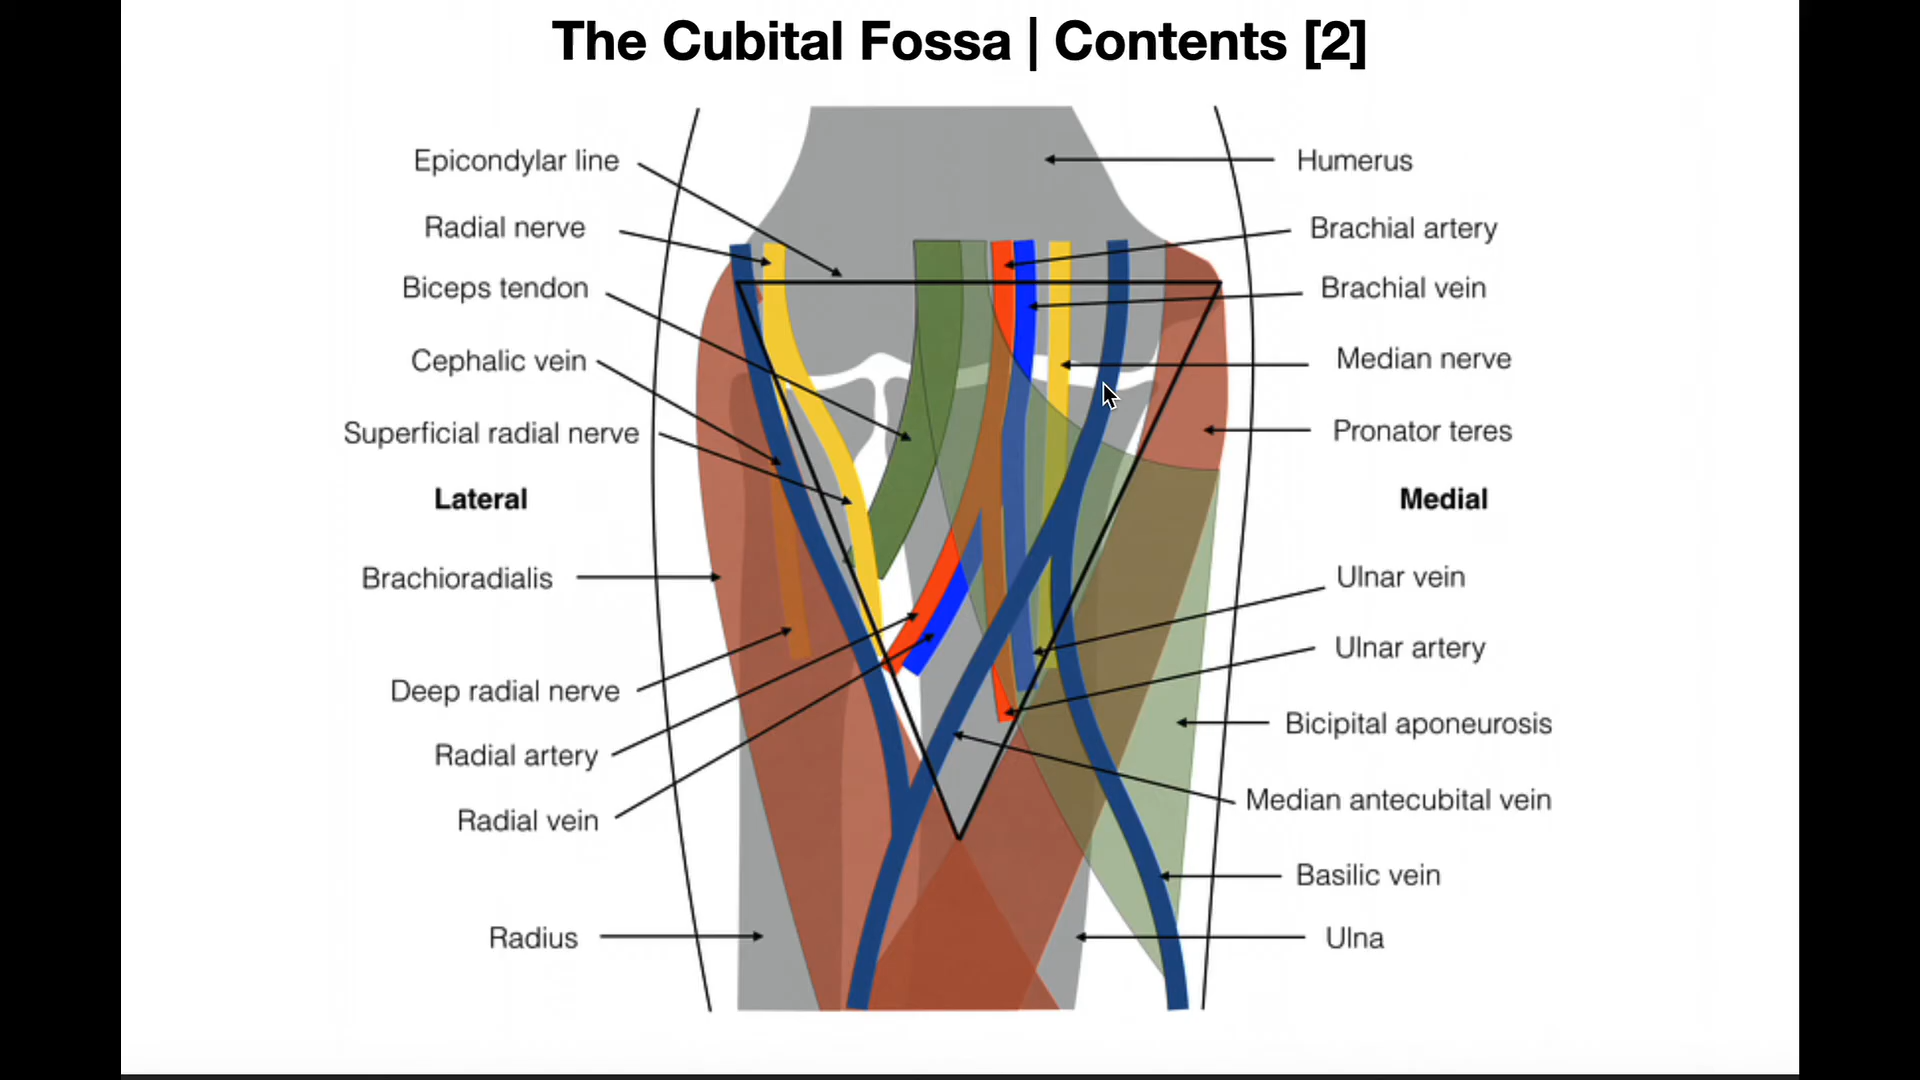 The Cubital Fossa | Contents [2]
Epicondylar line
Radial nerve
Biceps tendon
Cephalic vein
Superficial radial nerve
Lateral
Brachioradialis
Deep radial nerve
Radial artery
Radial vein
Radius
Humerus
Brachial artery
Brachial vein
Median nerve
Pronator teres
Medial
Ulnar vein
Ulnar artery
Bicipital aponeurosis
Median antecubital vein
Basilic vein
Ulna